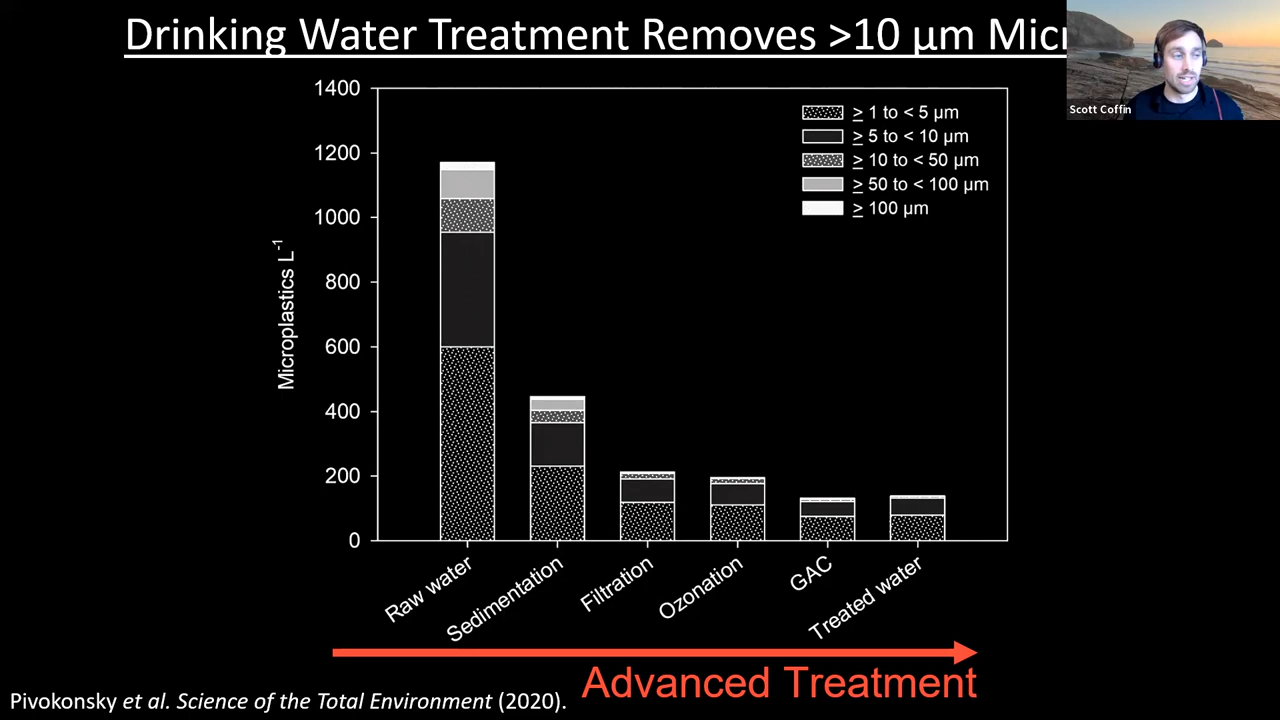 Drinking Water Treatment Removes >10 µm Micr
Scott Coffin
1400
1200
1000
800
600
400
200
0
Microplastics L⁻¹
≥ 1 to < 5 µm
≥ 5 to < 10 µm
≥ 10 to < 50 µm
≥ 50 to < 100 µm
≥ 100 µm
Raw water
Sedimentation
Filtration
Ozonation
GAC
Treated water
Advanced Treatment
Pivokonsky et al. Science of the Total Environment (2020).